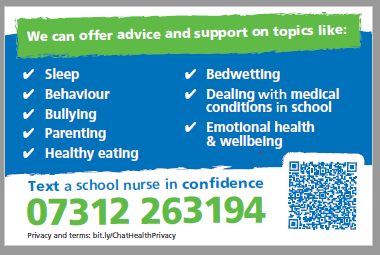 We can offer advice and support on topics like:
✔ Sleep
✔ Behaviour
✔ Bullying
✔ Parenting
✔ Healthy eating
✔ Bedwetting
✔ Dealing with medical
conditions in school
✔ Emotional health
& wellbeing
Text a school nurse in confidence
07312 263194
Privacy and terms: bit.ly/ChatHealthPrivacy